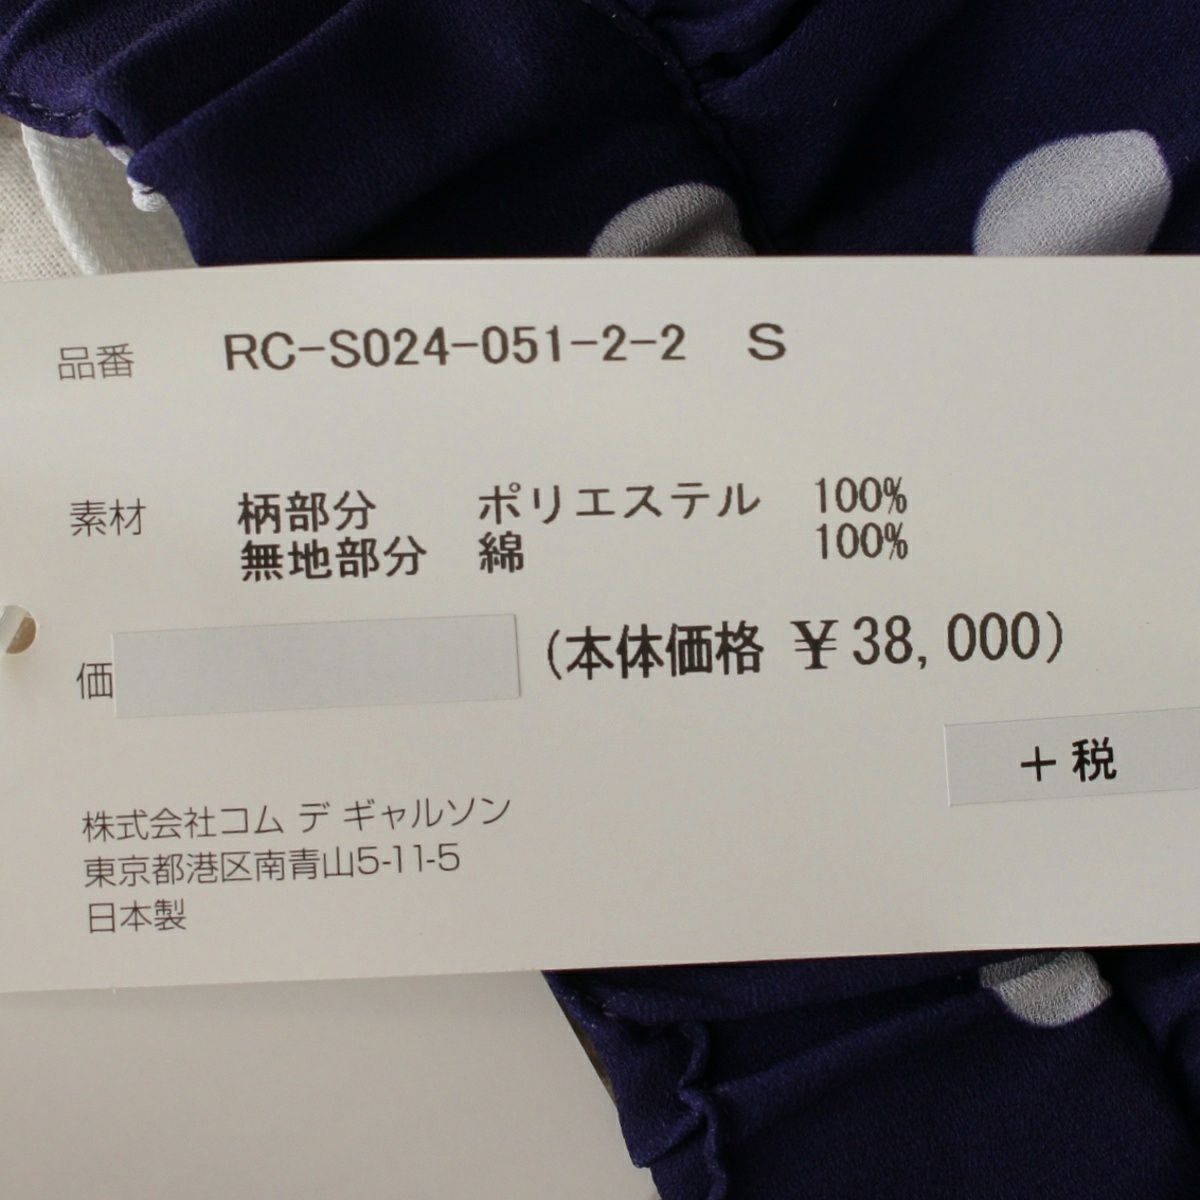 品番 RC-S024-051-2-2 S
素材 柄部分 ポリエステル 100%
無地部分 綿 100%
価 (本体価格 ¥38,000)
+税
株式会社コム デ ギャルソン
東京都港区南青山5-11-5
日本製